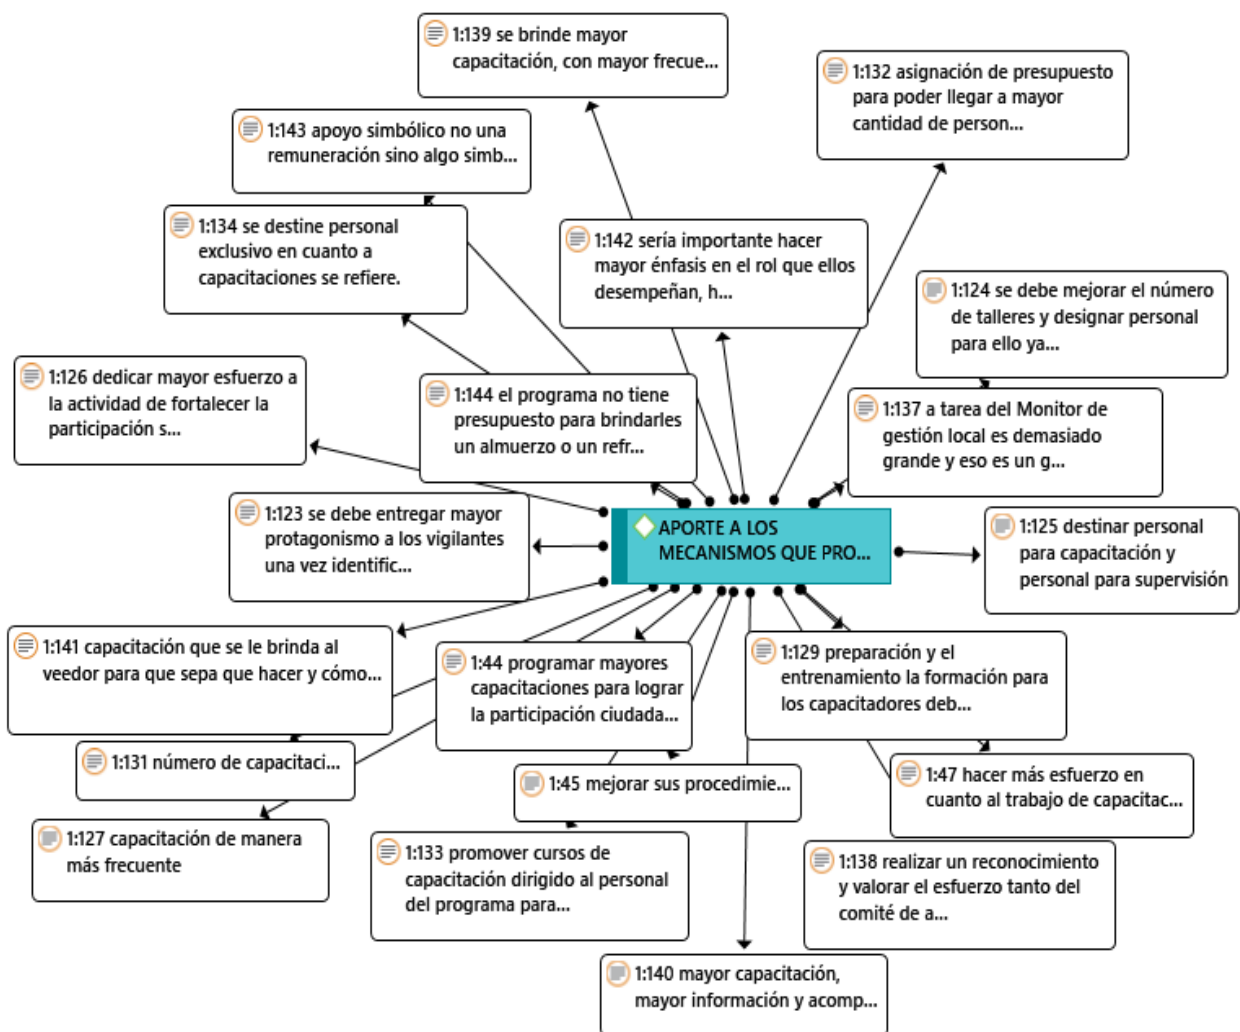 1:139 se brinde mayor
capacitación, con mayor frecue...
1:132 asignación de presupuesto
para poder llegar a mayor
cantidad de person...
1:143 apoyo simbólico no una
remuneración sino algo simb...
1:134 se destine personal
exclusivo en cuanto a
capacitaciones se refiere.
1:142 sería importante hacer
mayor énfasis en el rol que ellos
desempeñan, h...
1:124 se debe mejorar el número
de talleres y designar personal
para ello ya...
1:126 dedicar mayor esfuerzo a
la actividad de fortalecer la
participación s...
1:144 el programa no tiene
presupuesto para brindarles
un almuerzo o un refr...
1:137 a tarea del Monitor de
gestión local es demasiado
grande y eso es un g...
1:123 se debe entregar mayor
protagonismo a los vigilantes
una vez identific...
APORTE A LOS
MECANISMOS QUE PRO...
1:125 destinar personal
para capacitación y
personal para supervisión
1:141 capacitación que se le brinda al
veedor para que sepa que hacer y cómo...
1:44 programar mayores
capacitaciones para lograr
la participación ciudada...
1:129 preparación y el
entrenamiento la formación para
los capacitadores deb...
1:131 número de capacitaci...
1:45 mejorar sus procedimie...
1:47 hacer más esfuerzo en
cuanto al trabajo de capacitac...
1:127 capacitación de manera
más frecuente
1:133 promover cursos de
capacitación dirigido al personal
del programa para...
1:138 realizar un reconocimiento
y valorar el esfuerzo tanto del
comité de a...
1:140 mayor capacitación,
mayor información y acomp...